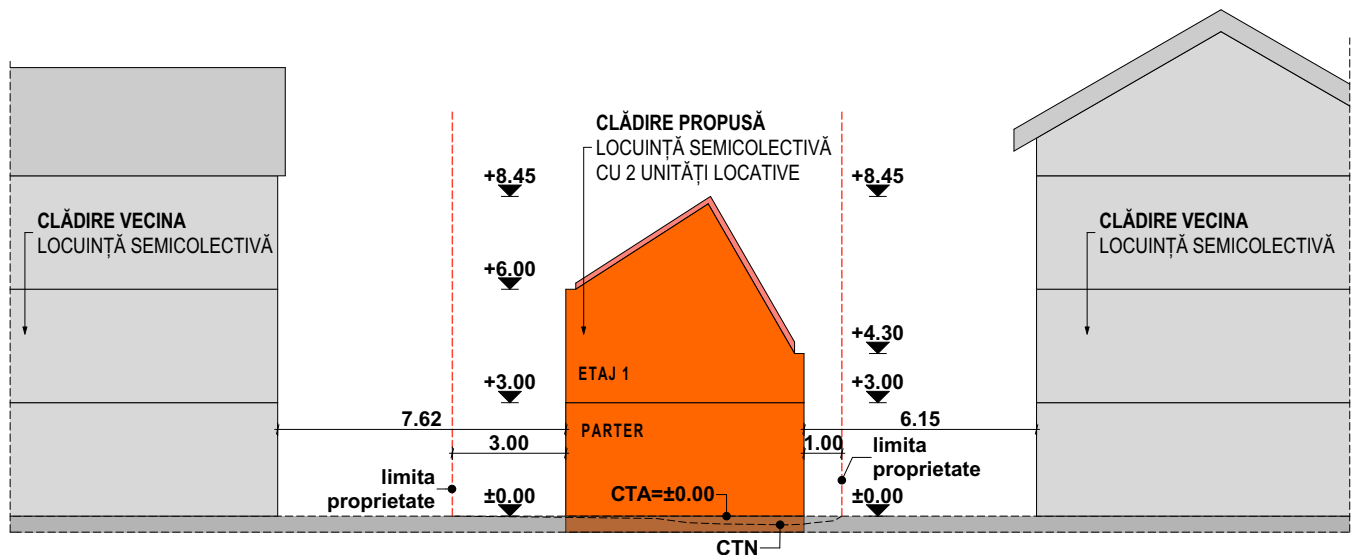 CLĂDIRE PROPUSĂ
LOCUINȚĂ SEMICOLECTIVĂ
CU 2 UNITĂȚI LOCATIVE
+8.45
+8.45
CLĂDIRE VECINA
LOCUINȚĂ SEMICOLECTIVĂ
CLĂDIRE VECINA
LOCUINȚĂ SEMICOLECTIVĂ
+6.00
+4.30
ETAJ 1
+3.00
+3.00
7.62
PARTER
6.15
3.00
1.00
limita
proprietate
limita
proprietate
±0.00
CTA=±0.00
±0.00
CTN